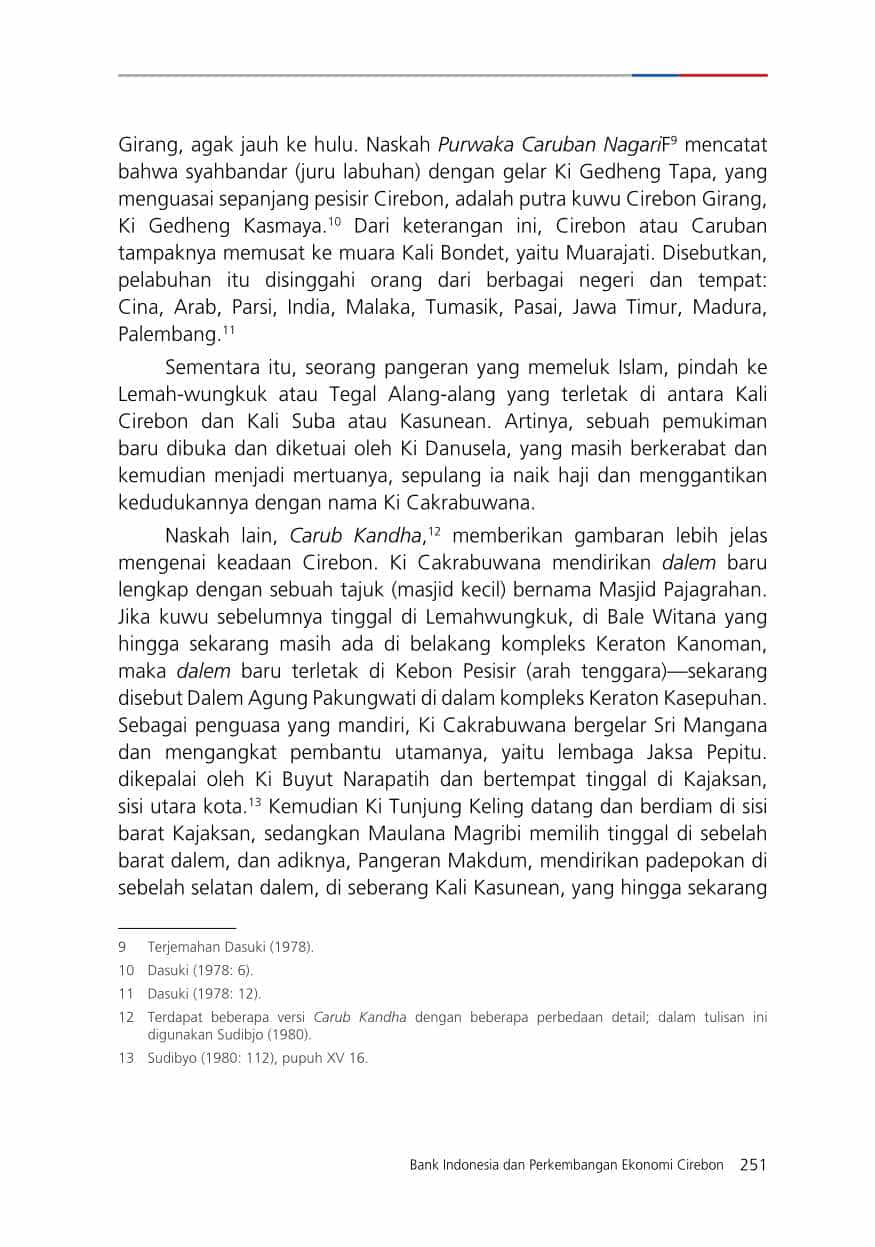 Girang, agak jauh ke hulu. Naskah Purwaka Caruban NagariF⁹ mencatat
bahwa syahbandar (juru labuhan) dengan gelar Ki Gedheng Tapa, yang
menguasai sepanjang pesisir Cirebon, adalah putra kuwu Cirebon Girang,
Ki Gedheng Kasmaya.¹⁰ Dari keterangan ini, Cirebon atau Caruban
tampaknya memusat ke muara Kali Bondet, yaitu Muarajati. Disebutkan,
pelabuhan itu disinggahi orang dari berbagai negeri dan tempat:
Cina, Arab, Parsi, India, Malaka, Tumasik, Pasai, Jawa Timur, Madura,
Palembang.¹¹
Sementara itu, seorang pangeran yang memeluk Islam, pindah ke
Lemah-wungkuk atau Tegal Alang-alang yang terletak di antara Kali
Cirebon dan Kali Suba atau Kasunean. Artinya, sebuah pemukiman
baru dibuka dan diketuai oleh Ki Danusela, yang masih berkerabat dan
kemudian menjadi mertuanya, sepulang ia naik haji dan menggantikan
kedudukannya dengan nama Ki Cakrabuwana.
Naskah lain, Carub Kandha,¹² memberikan gambaran lebih jelas
mengenai keadaan Cirebon. Ki Cakrabuwana mendirikan dalem baru
lengkap dengan sebuah tajuk (masjid kecil) bernama Masjid Pajagrahan.
Jika kuwu sebelumnya tinggal di Lemahwungkuk, di Bale Witana yang
hingga sekarang masih ada di belakang kompleks Keraton Kanoman,
maka dalem baru terletak di Kebon Pesisir (arah tenggara)—sekarang
disebut Dalem Agung Pakungwati di dalam kompleks Keraton Kasepuhan.
Sebagai penguasa yang mandiri, Ki Cakrabuwana bergelar Sri Mangana
dan mengangkat pembantu utamanya, yaitu lembaga Jaksa Pepitu.
dikepalai oleh Ki Buyut Narapatih dan bertempat tinggal di Kajaksan,
sisi utara kota.¹³ Kemudian Ki Tunjung Keling datang dan berdiam di sisi
barat Kajaksan, sedangkan Maulana Magribi memilih tinggal di sebelah
barat dalem, dan adiknya, Pangeran Makdum, mendirikan padepokan di
sebelah selatan dalem, di seberang Kali Kasunean, yang hingga sekarang
9 Terjemahan Dasuki (1978).
10 Dasuki (1978: 6).
11 Dasuki (1978: 12).
12 Terdapat beberapa versi Carub Kandha dengan beberapa perbedaan detail; dalam tulisan ini
digunakan Sudibjo (1980).
13 Sudibyo (1980: 112), pupuh XV 16.
Bank Indonesia dan Perkembangan Ekonomi Cirebon 251